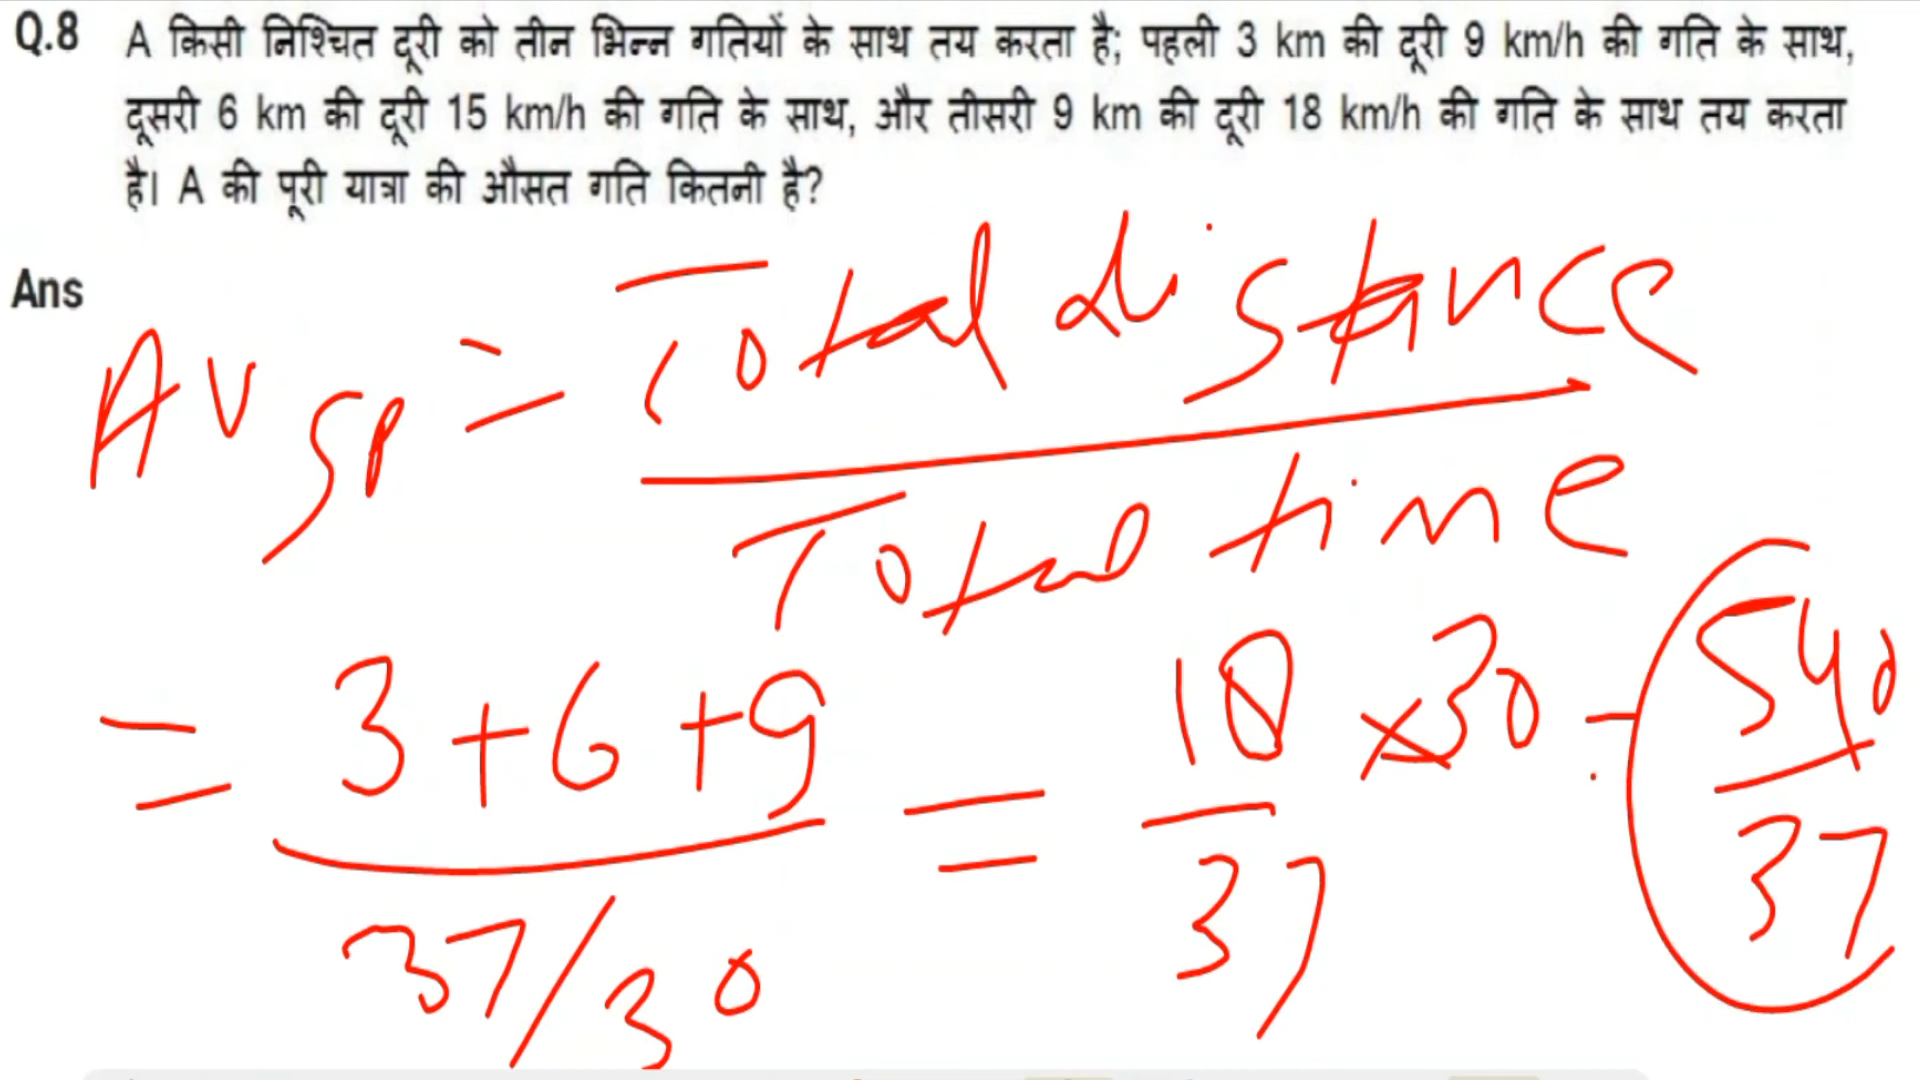 Q.8 A किसी निश्चित दूरी को तीन भिन्न गतियों के साथ तय करता है; पहली 3 km की दूरी 9 km/h की गति के साथ,
दूसरी 6 km की दूरी 15 km/h की गति के साथ, और तीसरी 9 km की दूरी 18 km/h की गति के साथ तय करता
है। A की पूरी यात्रा की औसत गति कितनी है?
Ans
Av sp = Total distance
Total time
= 3+6+9 = 18 ×30 = 540
37/30 37 37